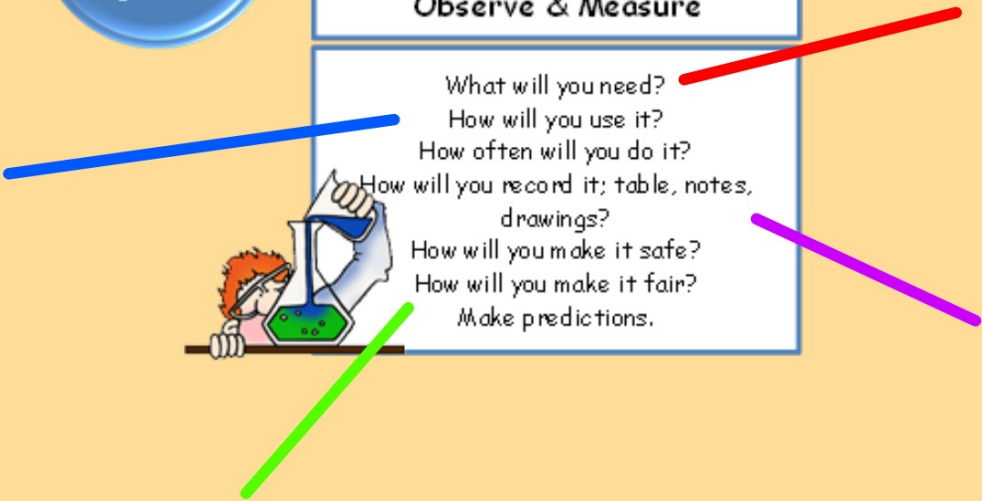 Observe & Measure
What will you need?
How will you use it?
How often will you do it?
How will you record it; table, notes,
drawings?
How will you make it safe?
How will you make it fair?
Make predictions.